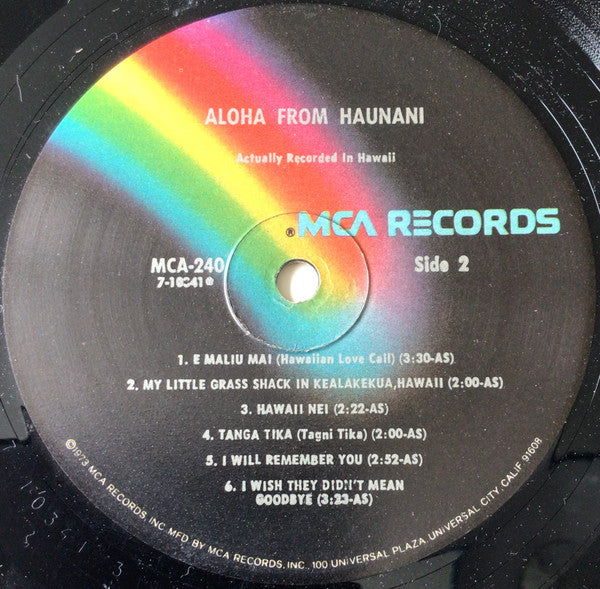 ALOHA FROM HAUNANI
Actually Recorded In Hawaii
® MCA RECORDS
MCA-240
Side 2
1. E MALIU MAI (Hawaiian Love Call) (3:30-AS)
2. MY LITTLE GRASS SHACK IN KEALAKEKUA,HAWAII (2:00-AS)
3. HAWAII NEI (2:22-AS)
4. TANGA TIKA (Tagni Tika) (2:00-AS)
5. I WILL REMEMBER YOU (2:52-AS)
6. I WISH THEY DIDN'T MEAN
GOODBYE (3:23-AS)
©1973 MCA RECORDS, INC. MFD BY MCA RECORDS, INC., 100 UNIVERSAL PLAZA, UNIVERSAL CITY, CALIF. 91608